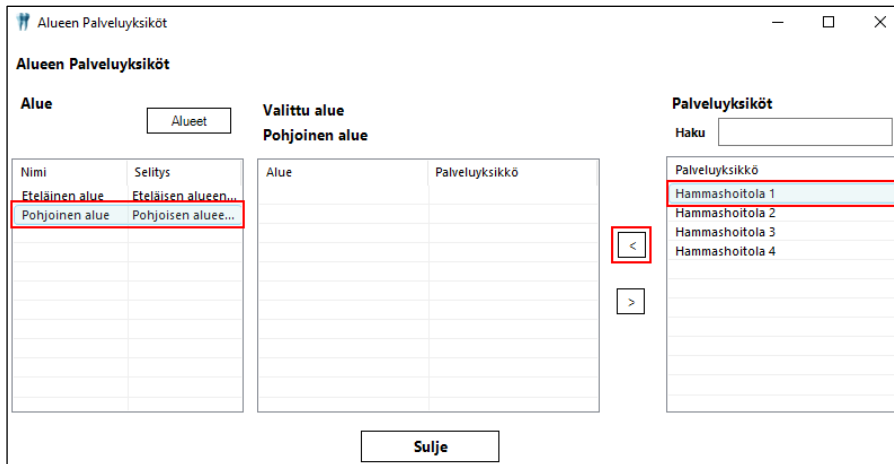 Alueen Palveluyksiköt
Alueen Palveluyksiköt
Alue
Alueet
Valittu alue
Pohjoinen alue
Palveluyksiköt
Haku
Nimi Selitys
Eteläinen alue Eteläisen alueen...
Pohjoinen alue Pohjoisen aluee...
Alue Palveluyksikkö
<
>
Palveluyksikkö
Hammashoitola 1
Hammashoitola 2
Hammashoitola 3
Hammashoitola 4
Sulje